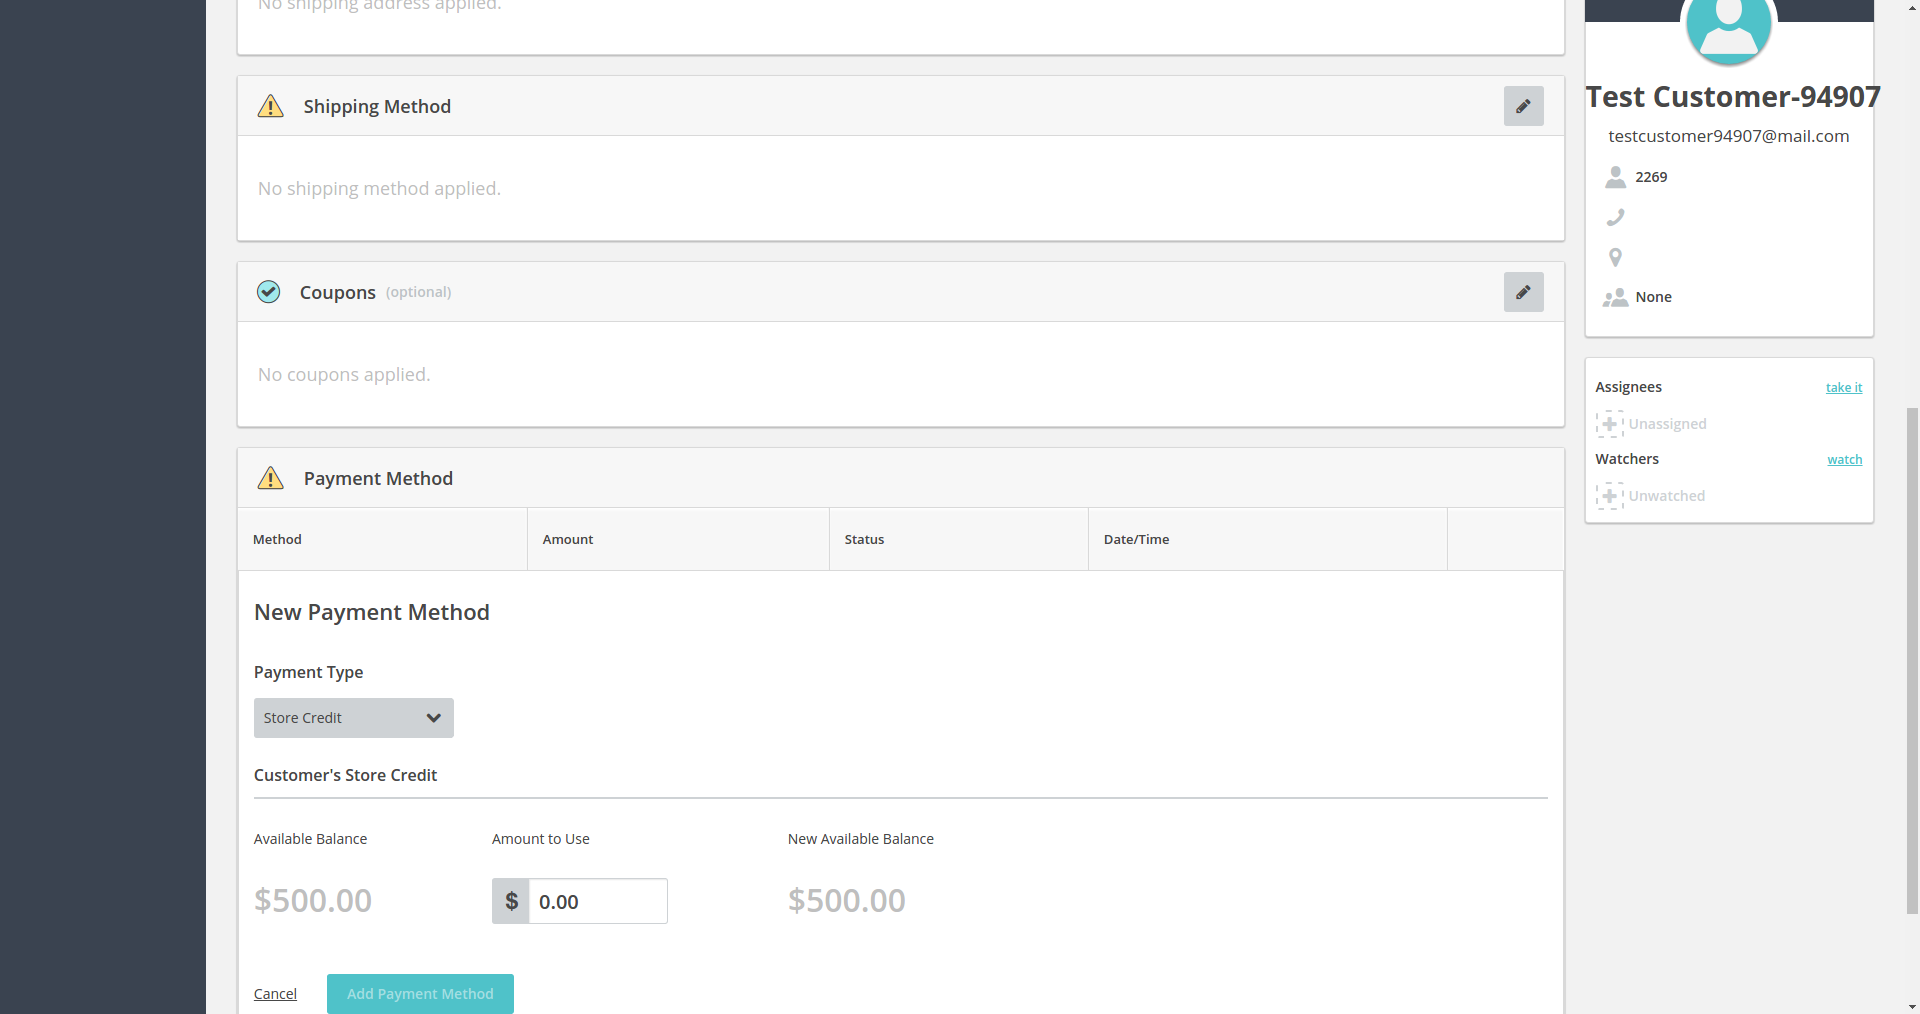 No shipping address applied.
Shipping Method
No shipping method applied.
Coupons (optional)
No coupons applied.
Payment Method
Method Amount Status Date/Time
New Payment Method
Payment Type
Store Credit
Customer's Store Credit
Available Balance Amount to Use New Available Balance
$500.00 $ 0.00 $500.00
Cancel Add Payment Method
Test Customer-94907
testcustomer94907@mail.com
2269
None
Assignees take it
Unassigned
Watchers watch
Unwatched